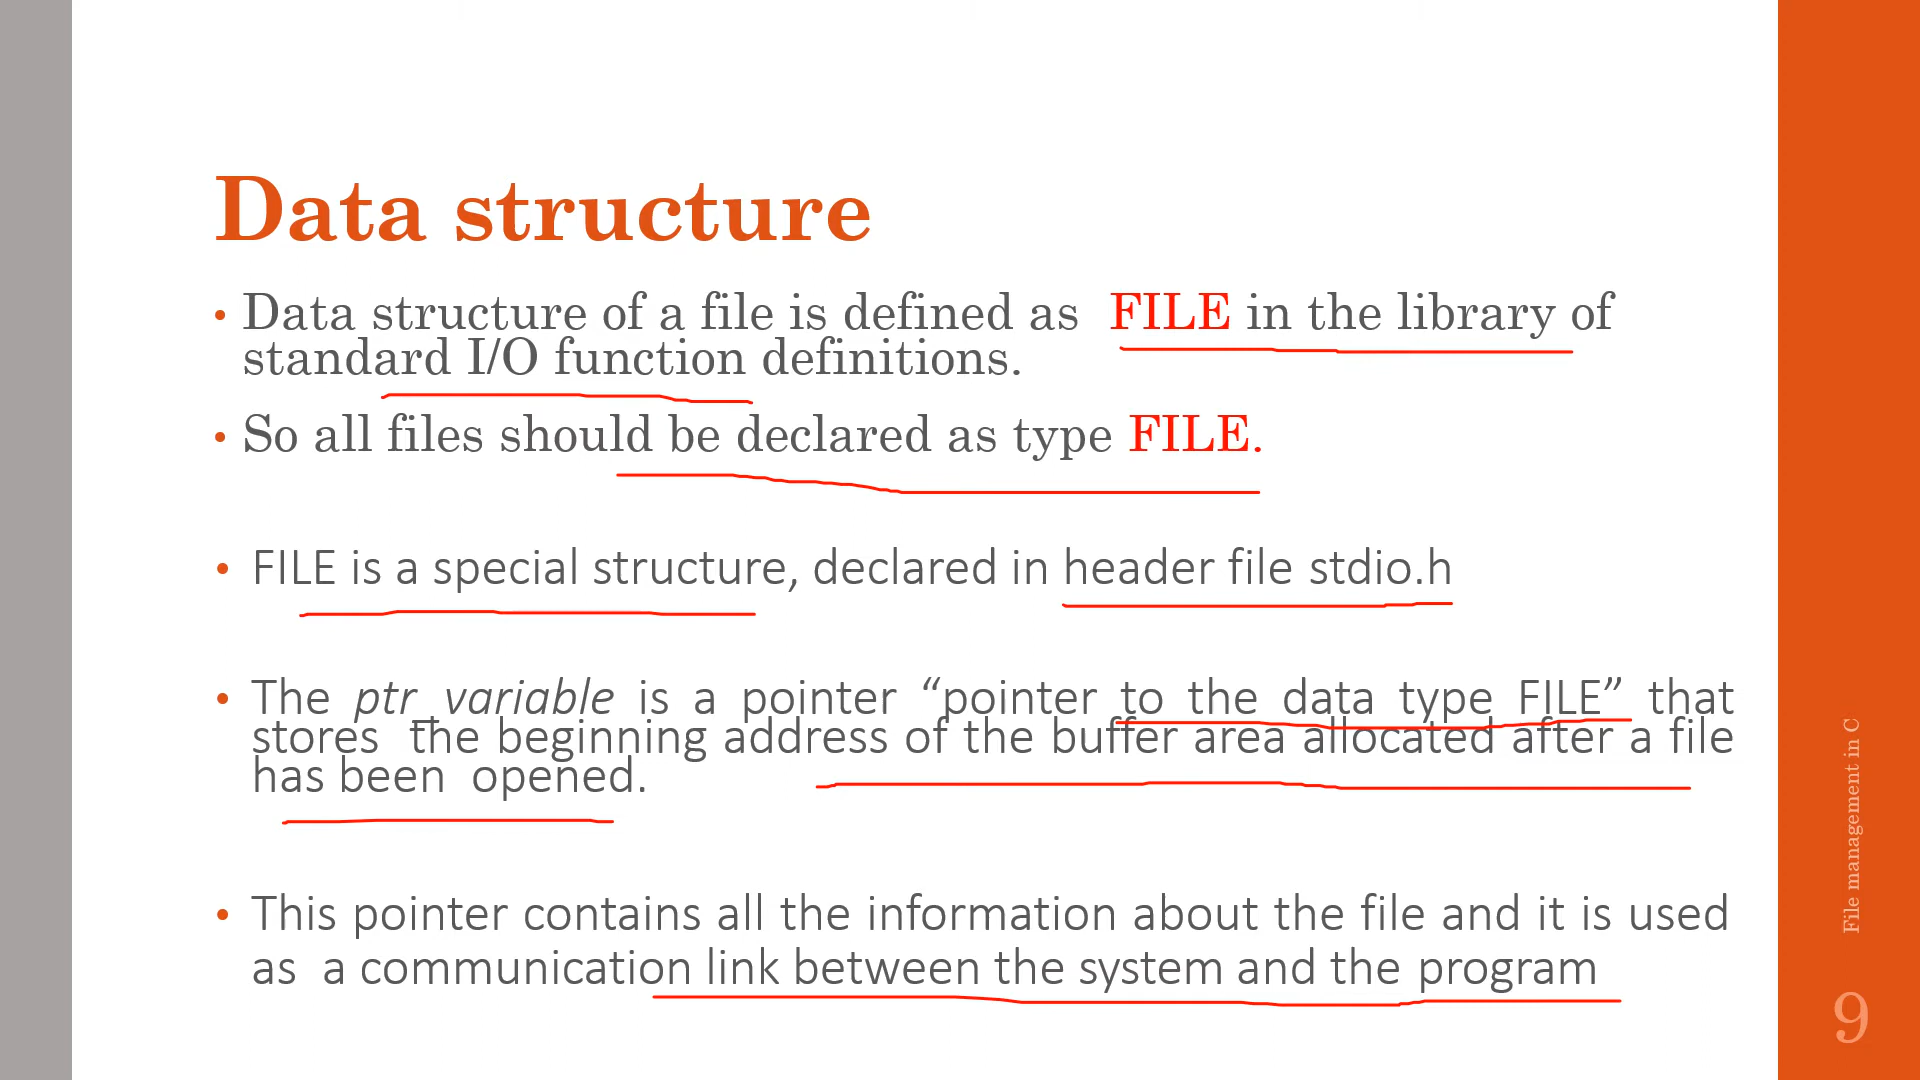 Data structure
• Data structure of a file is defined as FILE in the library of
standard I/O function definitions.
• So all files should be declared as type FILE.
• FILE is a special structure, declared in header file stdio.h
• The ptr_variable is a pointer “pointer to the data type FILE” that
stores the beginning address of the buffer area allocated after a file
has been opened.
• This pointer contains all the information about the file and it is used
as a communication link between the system and the program
File management in C
9